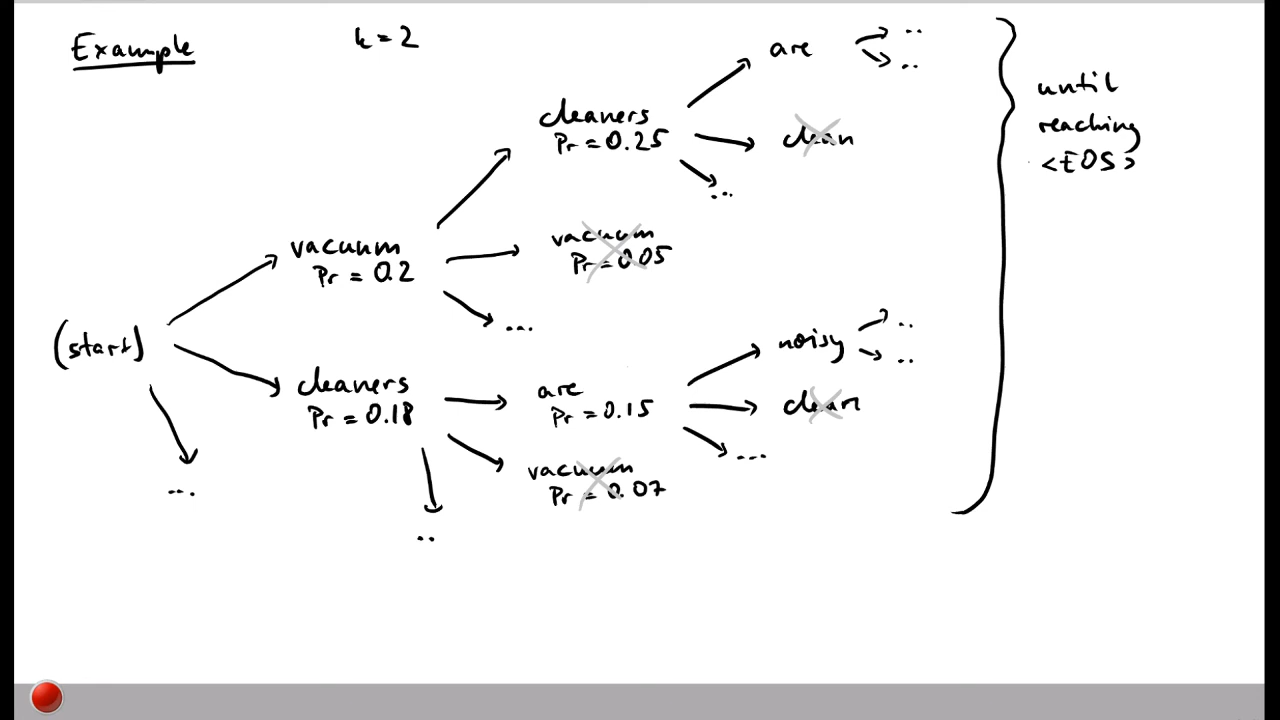 Example
k = 2
(start)
...
vacuum
Pr = 0.2
cleaners
Pr = 0.18
..
cleaners
Pr = 0.25
vacuum
Pr = 0.05
...
are
Pr = 0.15
vacuum
Pr = 0.07
are
..
..
clean
...
noisy
..
..
clean
...
until
reaching
<EOS>